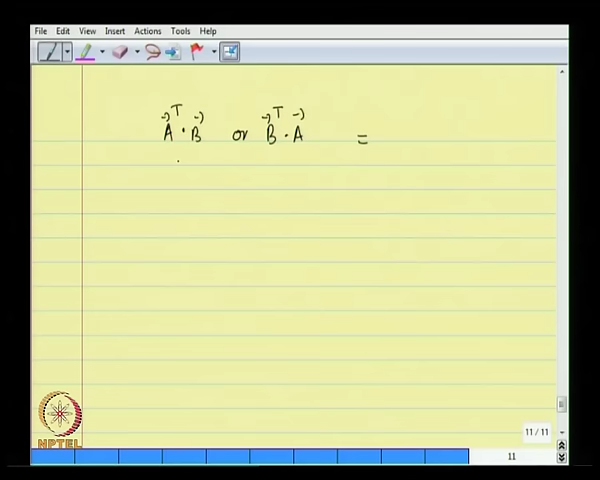 File Edit View Insert Actions Tools Help
A⃗ᵀ · B⃗ or B⃗ᵀ · A⃗ =
NPTEL
11 / 11
11